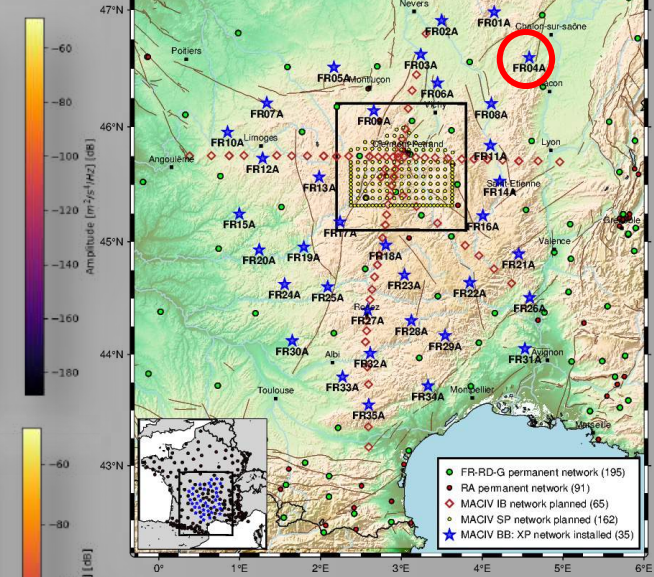 −60
−80
−100
−120
−140
−160
−180
Amplitude [m²/s⁴/Hz] [dB]
−60
−80
[dB]
47°N
46°N
45°N
44°N
43°N
Nevers
FR01A
FR02A
Chalon-sur-saône
Poitiers
FR03A
FR04A
FR05A
Montluçon
FR06A
Vichy
FR07A
FR08A
FR09A
FR10A
Limoges
Clermont-Ferrand
Lyon
Angoulême
FR12A
FR11A
FR13A
Saint-Etienne
FR14A
FR15A
FR16A
FR17A
Grenoble
Valence
FR18A
FR19A
FR20A
FR21A
FR23A
FR22A
FR24A
FR25A
FR26A
Rodez
FR27A
FR28A
FR29A
FR30A
Albi
FR32A
FR31A
Avignon
FR33A
FR34A
Toulouse
Montpellier
FR35A
Marseille
FR-RD-G permanent network (195)
RA permanent network (91)
MACIV IB network planned (65)
MACIV SP network planned (162)
MACIV BB: XP network installed (35)
0°
1°E
2°E
3°E
4°E
5°E
6°E